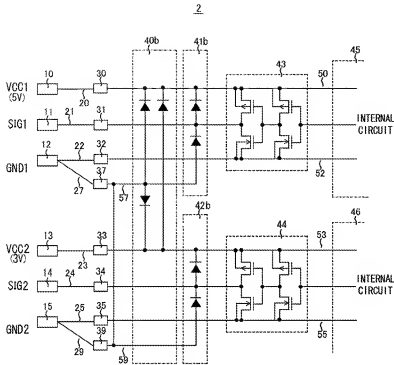 2
40b 41b 45
VCC1 10 30 43 50
(5V) 20
SIG1 11 21 31 INTERNAL
CIRCUIT
GND1 12 22 32 52
27 37 57
42b 46
VCC2 13 33 44 53
(3V) 23
SIG2 14 24 34 INTERNAL
CIRCUIT
GND2 15 25 35 55
29 39 59